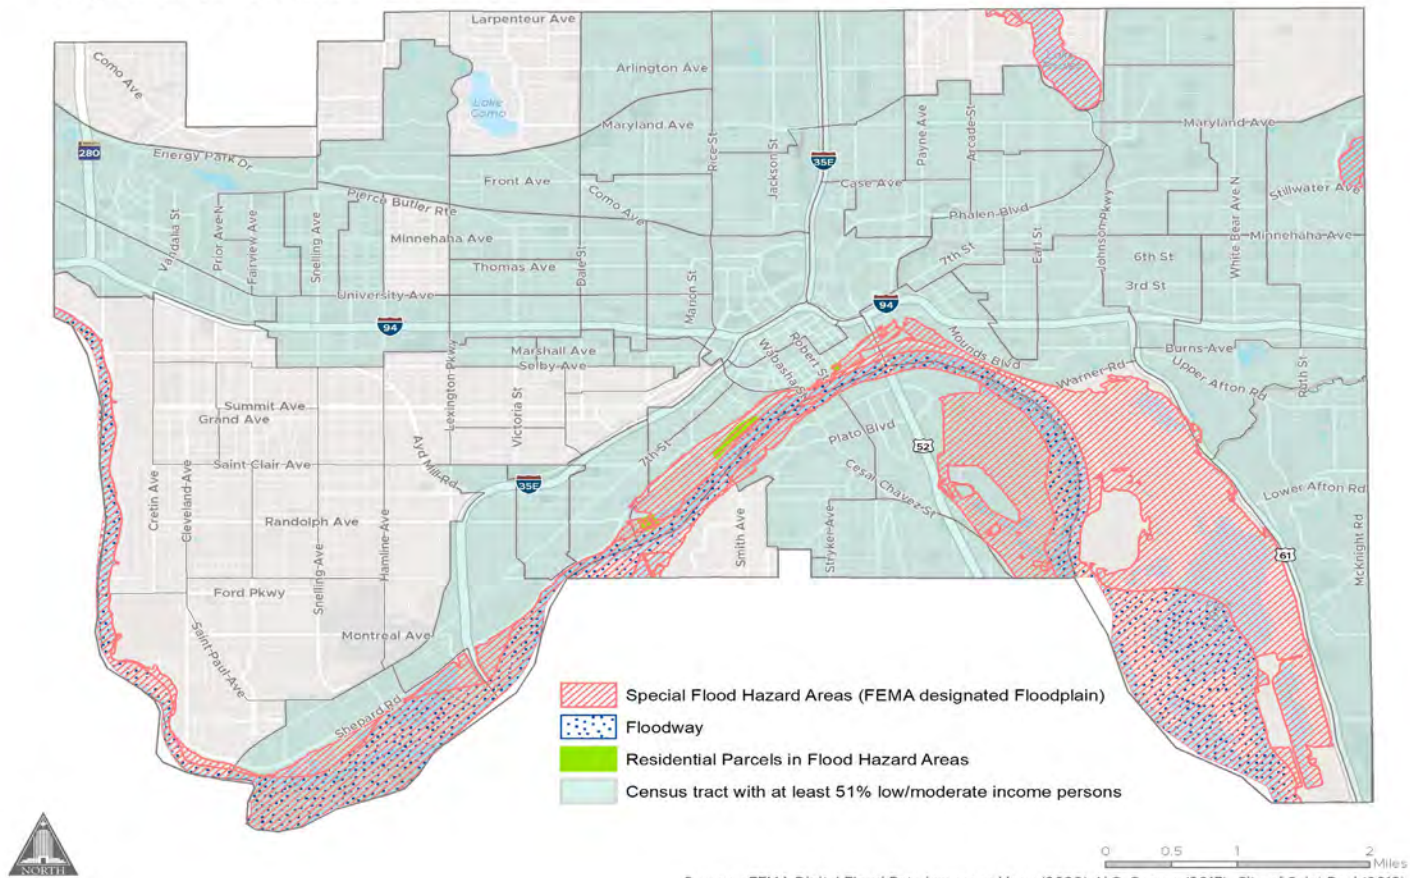 Larpenteur Ave
Como Ave
Arlington Ave
Lake
Como
Maryland Ave
Maryland Ave
280
Energy Park Dr
Rice St
Jackson St
35E
Payne Ave
Arcade St
Case Ave
Front Ave
Como Ave
Stillwater Ave
Pierce Butler Rte
Phalen Blvd
Vandalia St
Prior Ave N
Fairview Ave
Snelling Ave
Minnehaha Ave
Dale St
7th St
Earl St
Johnson Pkwy
White Bear Ave N
Minnehaha Ave
6th St
Thomas Ave
3rd St
University Ave
Marion St
94
94
Marshall Ave
Selby Ave
Lexington Pkwy
Robert St
Wabasha St
Mounds Blvd
Burns Ave
Warner Rd
Upper Afton Rd
Ruth St
Summit Ave
Grand Ave
Victoria St
Ayd Mill Rd
7th St
Plato Blvd
52
Saint Clair Ave
35E
Cesar Chavez St
Lower Afton Rd
Cretin Ave
Cleveland Ave
Randolph Ave
Hamline Ave
Smith Ave
Stryker Ave
61
McKnight Rd
Snelling Ave
Ford Pkwy
Saint Paul Ave
Montreal Ave
Shepard Rd
Special Flood Hazard Areas (FEMA designated Floodplain)
Floodway
Residential Parcels in Flood Hazard Areas
Census tract with at least 51% low/moderate income persons
NORTH
0 0.5 1 2
Miles